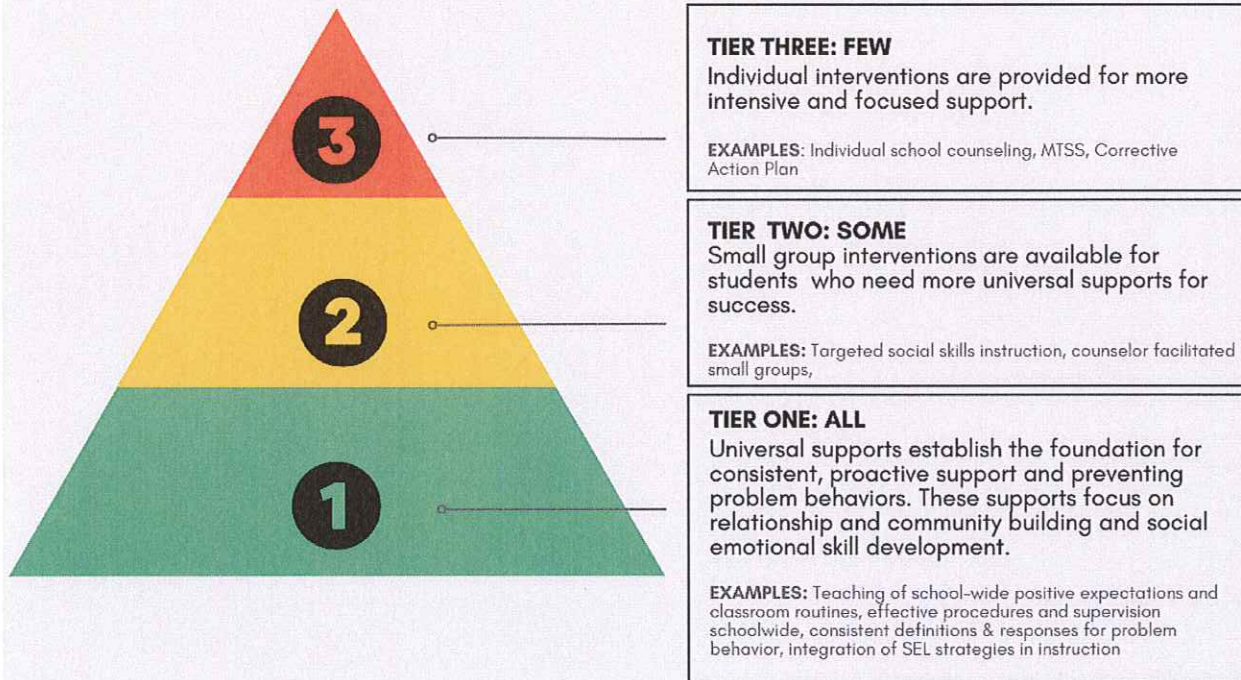 3
TIER THREE: FEW
Individual interventions are provided for more
intensive and focused support.
EXAMPLES: Individual school counseling, MTSS, Corrective
Action Plan
2
TIER TWO: SOME
Small group interventions are available for
students who need more universal supports for
success.
EXAMPLES: Targeted social skills instruction, counselor facilitated
small groups,
1
TIER ONE: ALL
Universal supports establish the foundation for
consistent, proactive support and preventing
problem behaviors. These supports focus on
relationship and community building and social
emotional skill development.
EXAMPLES: Teaching of school-wide positive expectations and
classroom routines, effective procedures and supervision
schoolwide, consistent definitions & responses for problem
behavior, integration of SEL strategies in instruction